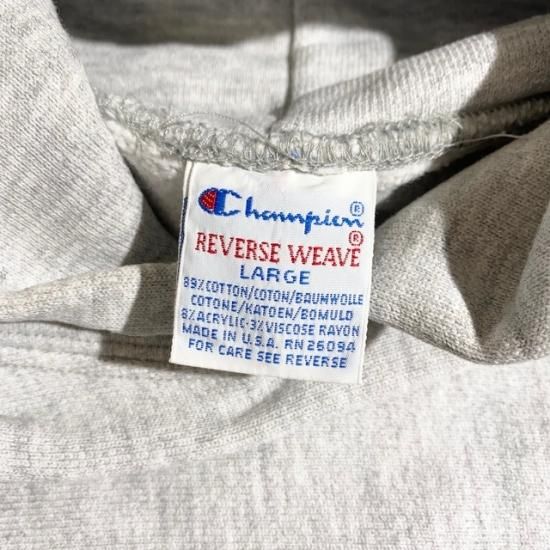 Champion®
REVERSE WEAVE®
LARGE
89% COTTON/COTON/BAUMWOLLE
COTONE/KATOEN/BOMULD
8% ACRYLIC-3% VISCOSE RAYON
MADE IN U.S.A. RN 26094
FOR CARE SEE REVERSE